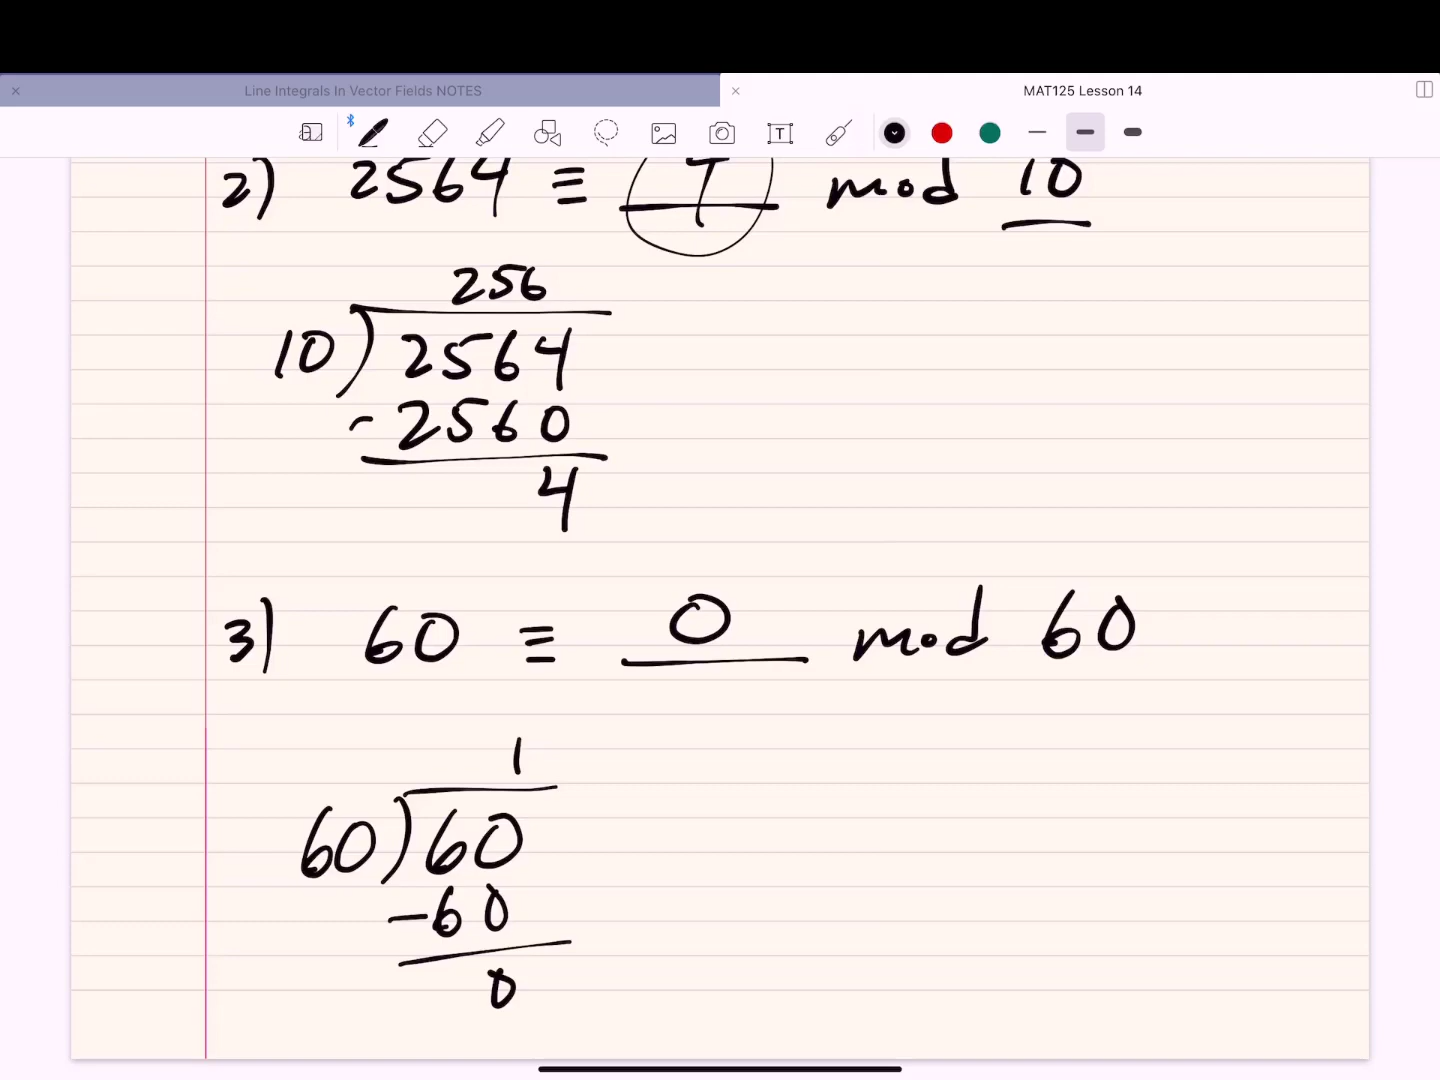 Line Integrals In Vector Fields NOTES
MAT125 Lesson 14
2) 2564 ≡ 4 mod 10
256
10) 2564
- 2560
4
3) 60 ≡ 0 mod 60
1
60) 60
-60
0